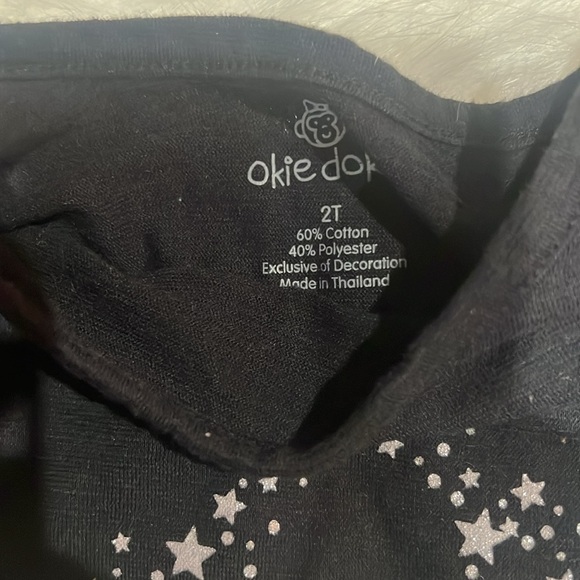 okie dok
2T
60% Cotton
40% Polyester
Exclusive of Decoration
Made in Thailand